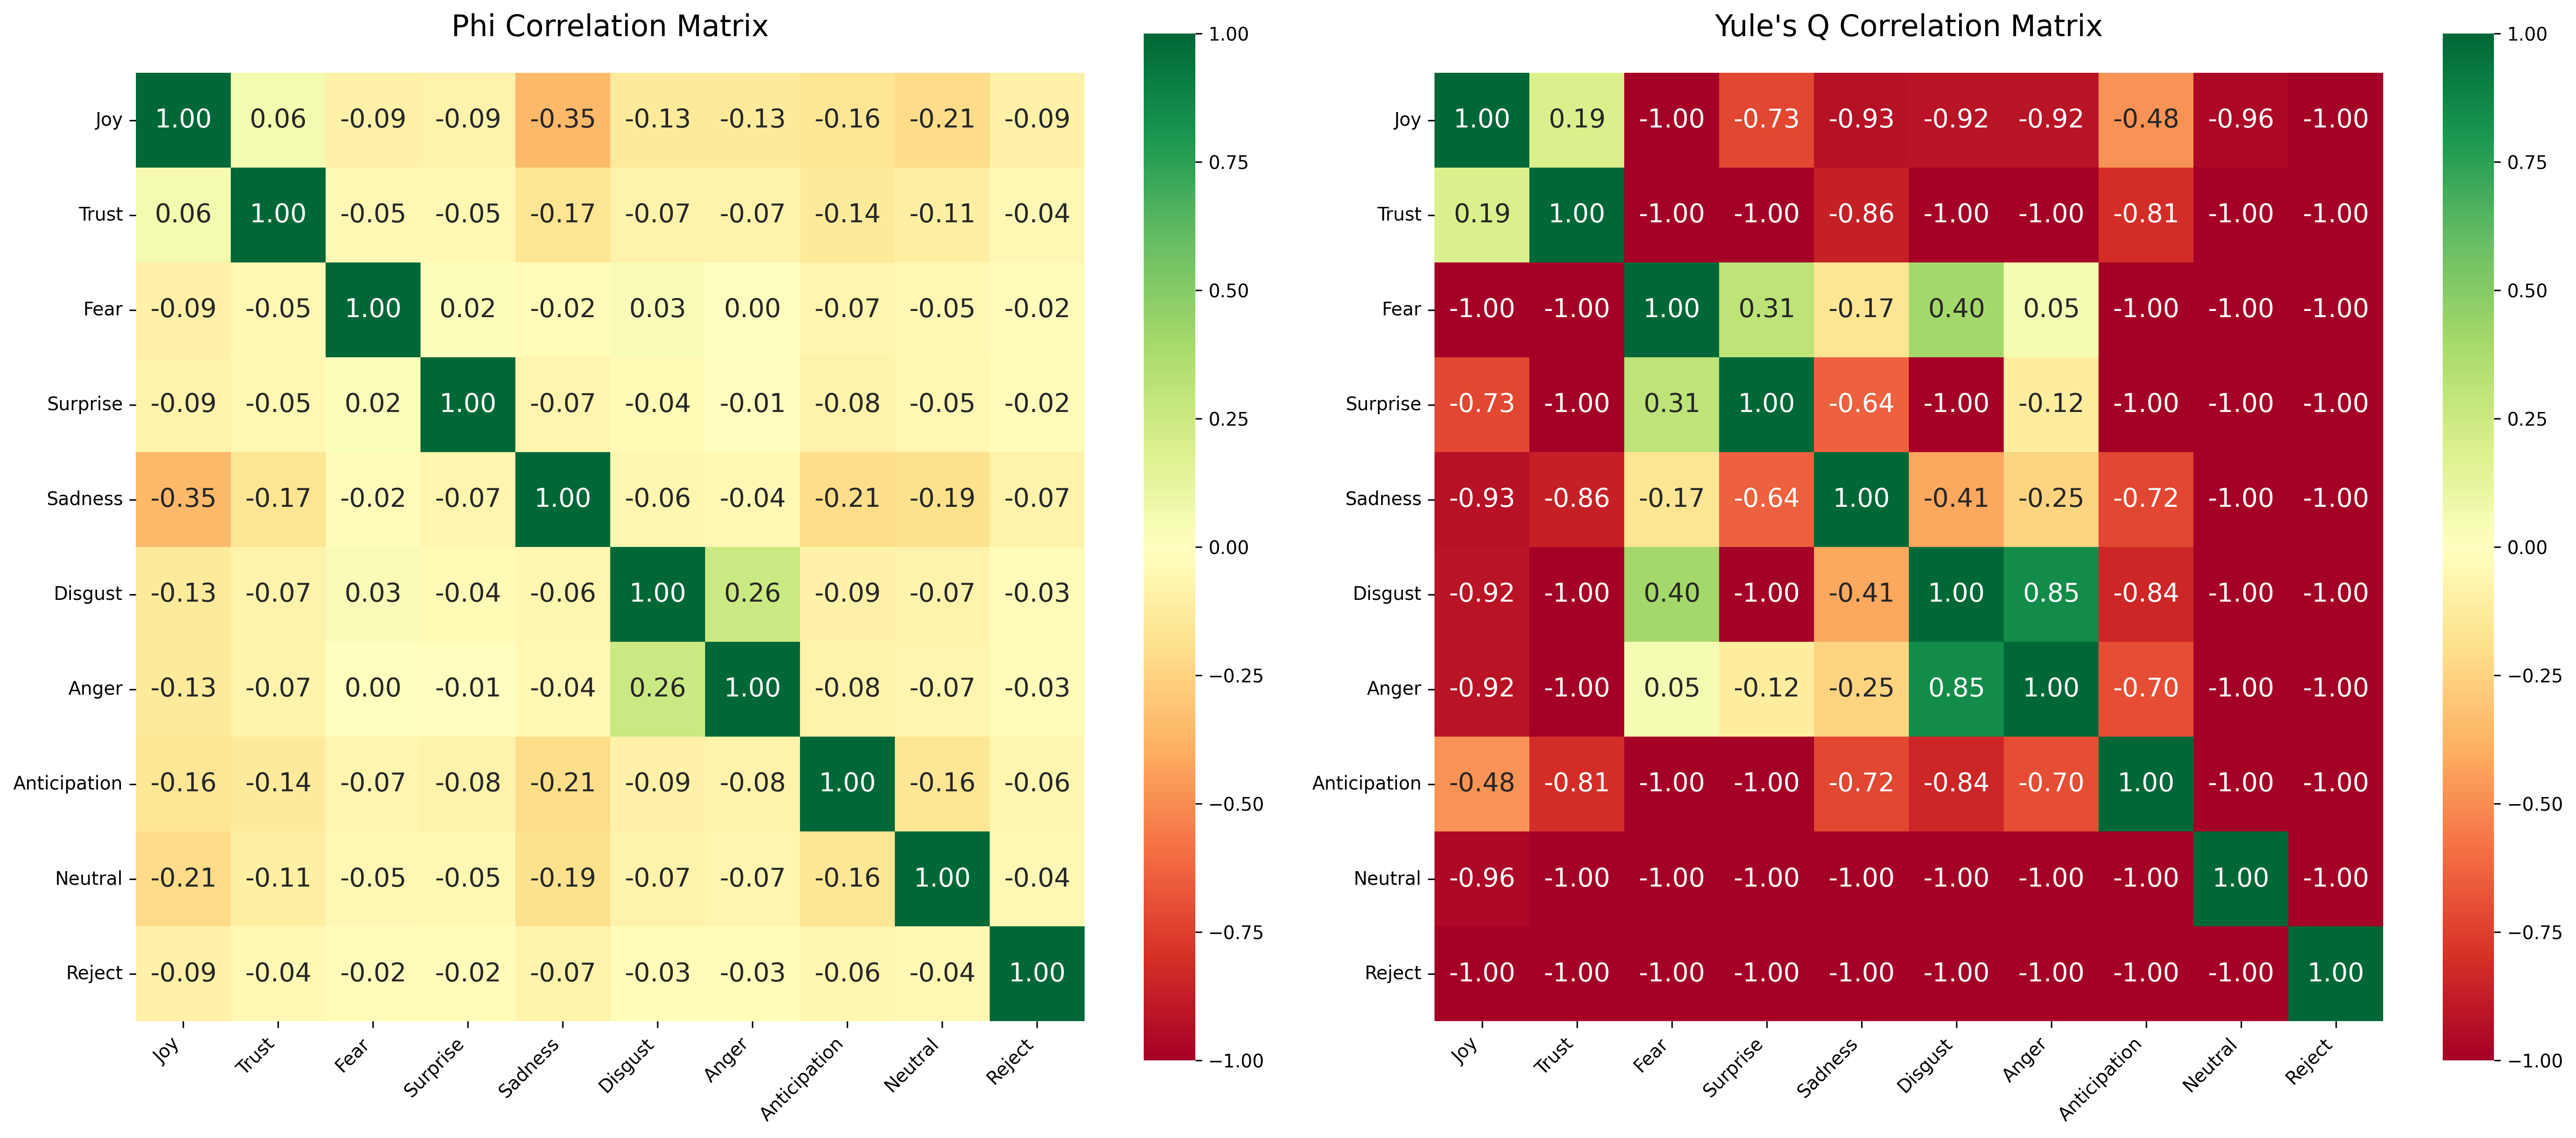 Phi Correlation Matrix
Joy 1.00 0.06 -0.09 -0.09 -0.35 -0.13 -0.13 -0.16 -0.21 -0.09
Trust 0.06 1.00 -0.05 -0.05 -0.17 -0.07 -0.07 -0.14 -0.11 -0.04
Fear -0.09 -0.05 1.00 0.02 -0.02 0.03 0.00 -0.07 -0.05 -0.02
Surprise -0.09 -0.05 0.02 1.00 -0.07 -0.04 -0.01 -0.08 -0.05 -0.02
Sadness -0.35 -0.17 -0.02 -0.07 1.00 -0.06 -0.04 -0.21 -0.19 -0.07
Disgust -0.13 -0.07 0.03 -0.04 -0.06 1.00 0.26 -0.09 -0.07 -0.03
Anger -0.13 -0.07 0.00 -0.01 -0.04 0.26 1.00 -0.08 -0.07 -0.03
Anticipation -0.16 -0.14 -0.07 -0.08 -0.21 -0.09 -0.08 1.00 -0.16 -0.06
Neutral -0.21 -0.11 -0.05 -0.05 -0.19 -0.07 -0.07 -0.16 1.00 -0.04
Reject -0.09 -0.04 -0.02 -0.02 -0.07 -0.03 -0.03 -0.06 -0.04 1.00
Joy Trust Fear Surprise Sadness Disgust Anger Anticipation Neutral Reject
1.00
0.75
0.50
0.25
0.00
−0.25
−0.50
−0.75
−1.00
Yule's Q Correlation Matrix
Joy 1.00 0.19 -1.00 -0.73 -0.93 -0.92 -0.92 -0.48 -0.96 -1.00
Trust 0.19 1.00 -1.00 -1.00 -0.86 -1.00 -1.00 -0.81 -1.00 -1.00
Fear -1.00 -1.00 1.00 0.31 -0.17 0.40 0.05 -1.00 -1.00 -1.00
Surprise -0.73 -1.00 0.31 1.00 -0.64 -1.00 -0.12 -1.00 -1.00 -1.00
Sadness -0.93 -0.86 -0.17 -0.64 1.00 -0.41 -0.25 -0.72 -1.00 -1.00
Disgust -0.92 -1.00 0.40 -1.00 -0.41 1.00 0.85 -0.84 -1.00 -1.00
Anger -0.92 -1.00 0.05 -0.12 -0.25 0.85 1.00 -0.70 -1.00 -1.00
Anticipation -0.48 -0.81 -1.00 -1.00 -0.72 -0.84 -0.70 1.00 -1.00 -1.00
Neutral -0.96 -1.00 -1.00 -1.00 -1.00 -1.00 -1.00 -1.00 1.00 -1.00
Reject -1.00 -1.00 -1.00 -1.00 -1.00 -1.00 -1.00 -1.00 -1.00 1.00
Joy Trust Fear Surprise Sadness Disgust Anger Anticipation Neutral Reject
1.00
0.75
0.50
0.25
0.00
−0.25
−0.50
−0.75
−1.00